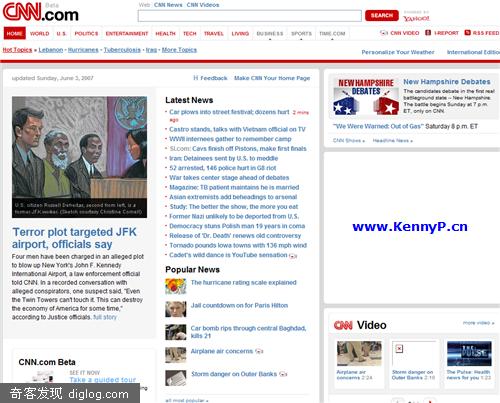 CNN.com
Beta
Web CNN News CNN Videos
SEARCH
POWERED BY
YAHOO!
HOME WORLD U.S. POLITICS ENTERTAINMENT HEALTH TECH TRAVEL LIVING BUSINESS SPORTS TIME.COM
CNN VIDEO I-REPORT RSS FEED
Hot Topics » Lebanon • Hurricanes • Tuberculosis • Iraq • More Topics
Personalize Your Weather International Edition
updated Sunday, June 3, 2007
Feedback Make CNN Your Home Page
U.S. citizen Russell Defreitas, second from left, is a
former JFK worker. (Sketch courtesy Christine Cornell)
Terror plot targeted JFK
airport, officials say
Four men have been charged in an alleged plot
to blow up New York's John F. Kennedy
International Airport, a law enforcement official
told CNN. In a recorded conversation with
alleged conspirators, one suspect said, "Even
the Twin Towers can't touch it. This can destroy
the economy of America for some time,"
according to Justice officials. full story
CNN.com Beta
SEE IT NOW
Take a guided tour
Latest News
Car plows into street festival; dozens hurt 2 mins
ago
Castro stands, talks with Vietnam official on TV
WWII internees gather to remember camp
SI.com: Cavs finish off Pistons, make first finals
Iran: Detainees sent by U.S. to meddle
52 arrested, 146 police hurt in G8 riot
War takes center stage ahead of debates
Magazine: TB patient maintains he is married
Asian extremists add beheadings to arsenal
Study: The better the show, the more you eat
Former Nazi unlikely to be deported from U.S.
Democracy stuns Polish man 19 years in coma
Release of 'Dr. Death' renews old controversy
Tornado pounds Iowa towns with 136 mph wind
Cadet's wild dance is YouTube sensation
Popular News
The hurricane rating scale explained
Jail countdown on for Paris Hilton
Car bomb rips through central Baghdad,
kills 21
Airplane air concerns
Storm danger on Outer Banks
all most popular »
NEW HAMPSHIRE
DEBATES
New Hampshire Debates
The candidates debate in the first real
battleground state -- New Hampshire.
The battle begins Sunday at 7 p.m.
ET, only on CNN.
"We Were Warned: Out of Gas" Saturday 8 p.m. ET
CNN Shows » Headline News »
www.KennyP.cn
CNN Video
more video »
Airplane air
concerns 2:24
Storm danger on
Outer Banks 2:10
The Pulse: Health
news for you 1:22
奇客发现 diglog.com